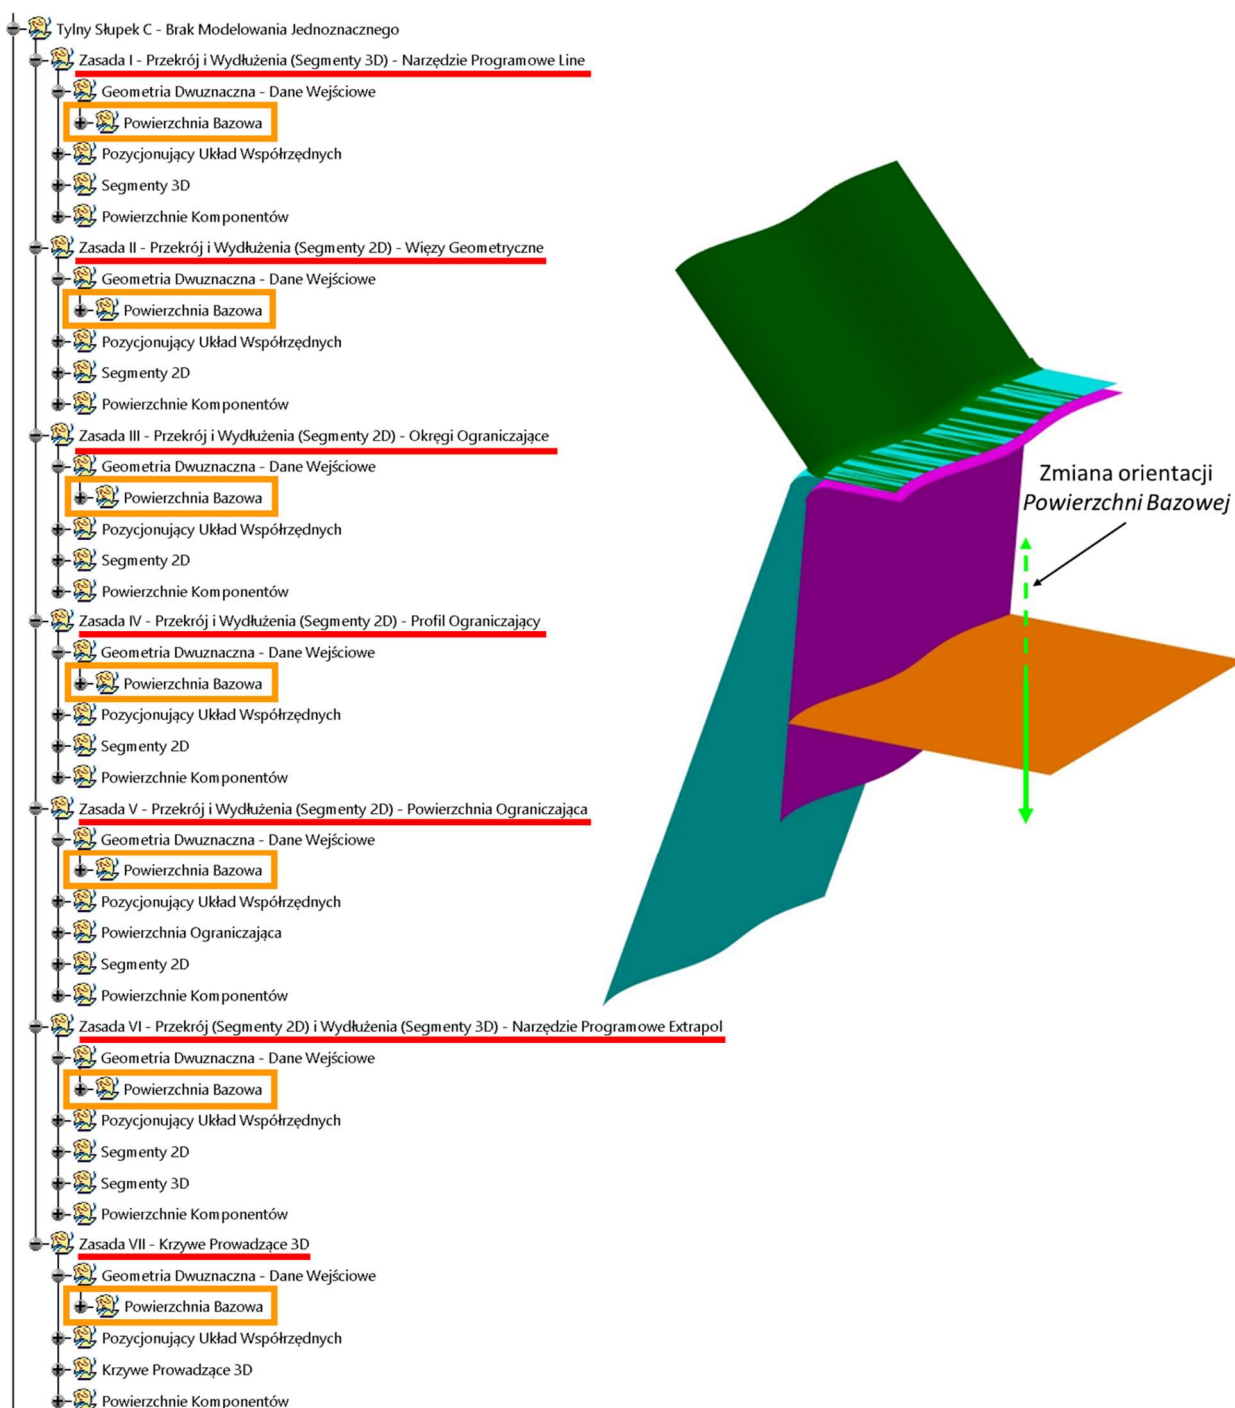 Tylny Słupek C - Brak Modelowania Jednoznacznego
Zasada I - Przekrój i Wydłużenia (Segmenty 3D) - Narzędzie Programowe Line
Geometria Dwuznaczna - Dane Wejściowe
Powierzchnia Bazowa
Pozycjonujący Układ Współrzędnych
Segmenty 3D
Powierzchnie Komponentów
Zasada II - Przekrój i Wydłużenia (Segmenty 2D) - Więzy Geometryczne
Geometria Dwuznaczna - Dane Wejściowe
Powierzchnia Bazowa
Pozycjonujący Układ Współrzędnych
Segmenty 2D
Powierzchnie Komponentów
Zasada III - Przekrój i Wydłużenia (Segmenty 2D) - Okręgi Ograniczające
Geometria Dwuznaczna - Dane Wejściowe
Powierzchnia Bazowa
Pozycjonujący Układ Współrzędnych
Segmenty 2D
Powierzchnie Komponentów
Zasada IV - Przekrój i Wydłużenia (Segmenty 2D) - Profil Ograniczający
Geometria Dwuznaczna - Dane Wejściowe
Powierzchnia Bazowa
Pozycjonujący Układ Współrzędnych
Segmenty 2D
Powierzchnie Komponentów
Zasada V - Przekrój i Wydłużenia (Segmenty 2D) - Powierzchnia Ograniczająca
Geometria Dwuznaczna - Dane Wejściowe
Powierzchnia Bazowa
Pozycjonujący Układ Współrzędnych
Powierzchnia Ograniczająca
Segmenty 2D
Powierzchnie Komponentów
Zasada VI - Przekrój (Segmenty 2D) i Wydłużenia (Segmenty 3D) - Narzędzie Programowe Extrapol
Geometria Dwuznaczna - Dane Wejściowe
Powierzchnia Bazowa
Pozycjonujący Układ Współrzędnych
Segmenty 2D
Segmenty 3D
Powierzchnie Komponentów
Zasada VII - Krzywe Prowadzące 3D
Geometria Dwuznaczna - Dane Wejściowe
Powierzchnia Bazowa
Pozycjonujący Układ Współrzędnych
Krzywe Prowadzące 3D
Powierzchnie Komponentów
Zmiana orientacji
Powierzchni Bazowej